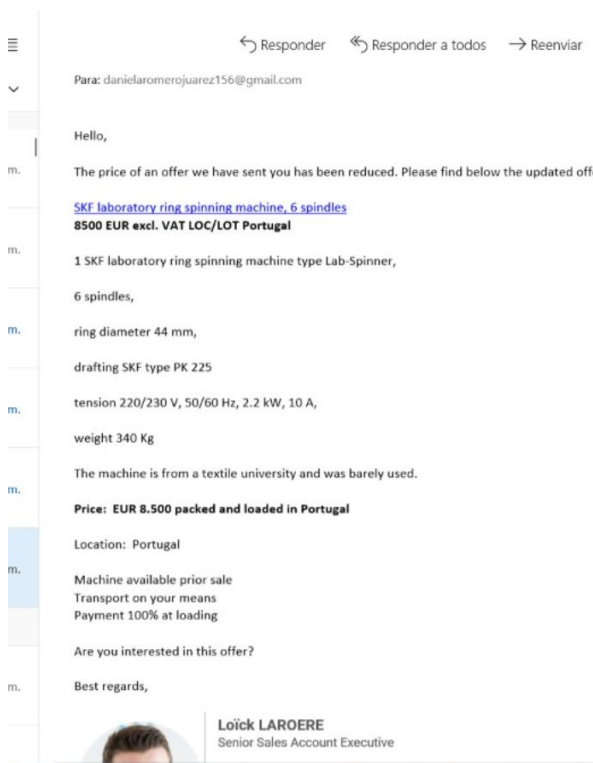 Responder Responder a todos Reenviar
Para: danielaromerojuarez156@gmail.com
Hello,
m.
The price of an offer we have sent you has been reduced. Please find below the updated
SKF laboratory ring spinning machine, 6 spindles
8500 EUR excl. VAT LOC/LOT Portugal
m.
1 SKF laboratory ring spinning machine type Lab-Spinner,
6 spindles,
m.
ring diameter 44 mm,
drafting SKF type PK 225
m.
tension 220/230 V, 50/60 Hz, 2.2 kW, 10 A,
weight 340 Kg
The machine is from a textile university and was barely used.
m.
Price: EUR 8.500 packed and loaded in Portugal
Location: Portugal
m.
Machine available prior sale
Transport on your means
Payment 100% at loading
Are you interested in this offer?
m.
Best regards,
Loïck LAROERE
Senior Sales Account Executive